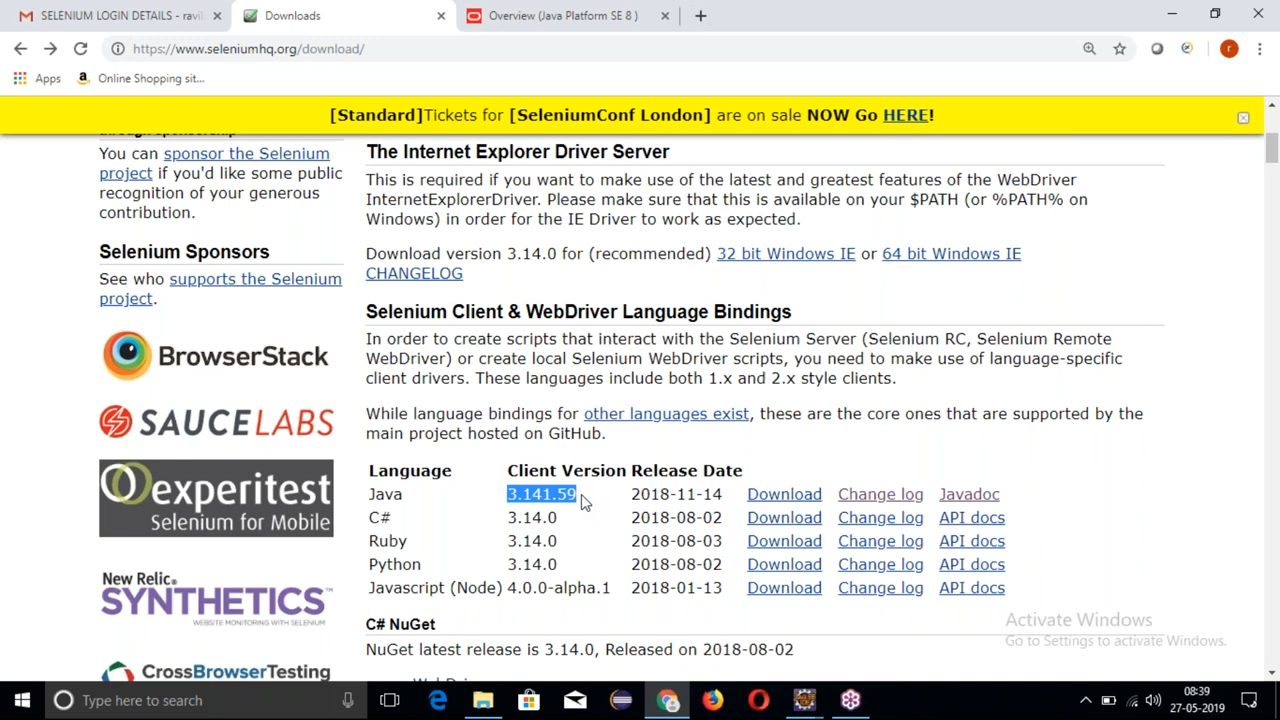 SELENIUM LOGIN DETAILS - ravil
Downloads
Overview (Java Platform SE 8 )
https://www.seleniumhq.org/download/
Apps
Online Shopping sit...
[Standard]Tickets for [SeleniumConf London] are on sale NOW Go HERE!
through sponsorship
You can sponsor the Selenium
project if you'd like some public
recognition of your generous
contribution.
Selenium Sponsors
See who supports the Selenium
project.
BrowserStack
SAUCELABS
experitest
Selenium for Mobile
New Relic
SYNTHETICS™
WEBSITE MONITORING WITH SELENIUM
CrossBrowserTesting
The Internet Explorer Driver Server
This is required if you want to make use of the latest and greatest features of the WebDriver
InternetExplorerDriver. Please make sure that this is available on your $PATH (or %PATH% on
Windows) in order for the IE Driver to work as expected.
Download version 3.14.0 for (recommended) 32 bit Windows IE or 64 bit Windows IE
CHANGELOG
Selenium Client & WebDriver Language Bindings
In order to create scripts that interact with the Selenium Server (Selenium RC, Selenium Remote
WebDriver) or create local Selenium WebDriver scripts, you need to make use of language-specific
client drivers. These languages include both 1.x and 2.x style clients.
While language bindings for other languages exist, these are the core ones that are supported by the
main project hosted on GitHub.
Language Client Version Release Date
Java 3.141.59 2018-11-14 Download Change log Javadoc
C# 3.14.0 2018-08-02 Download Change log API docs
Ruby 3.14.0 2018-08-03 Download Change log API docs
Python 3.14.0 2018-08-02 Download Change log API docs
Javascript (Node) 4.0.0-alpha.1 2018-01-13 Download Change log API docs
C# NuGet
NuGet latest release is 3.14.0, Released on 2018-08-02
WebDriver
Activate Windows
Go to Settings to activate Windows.
Type here to search
08:39
27-05-2019